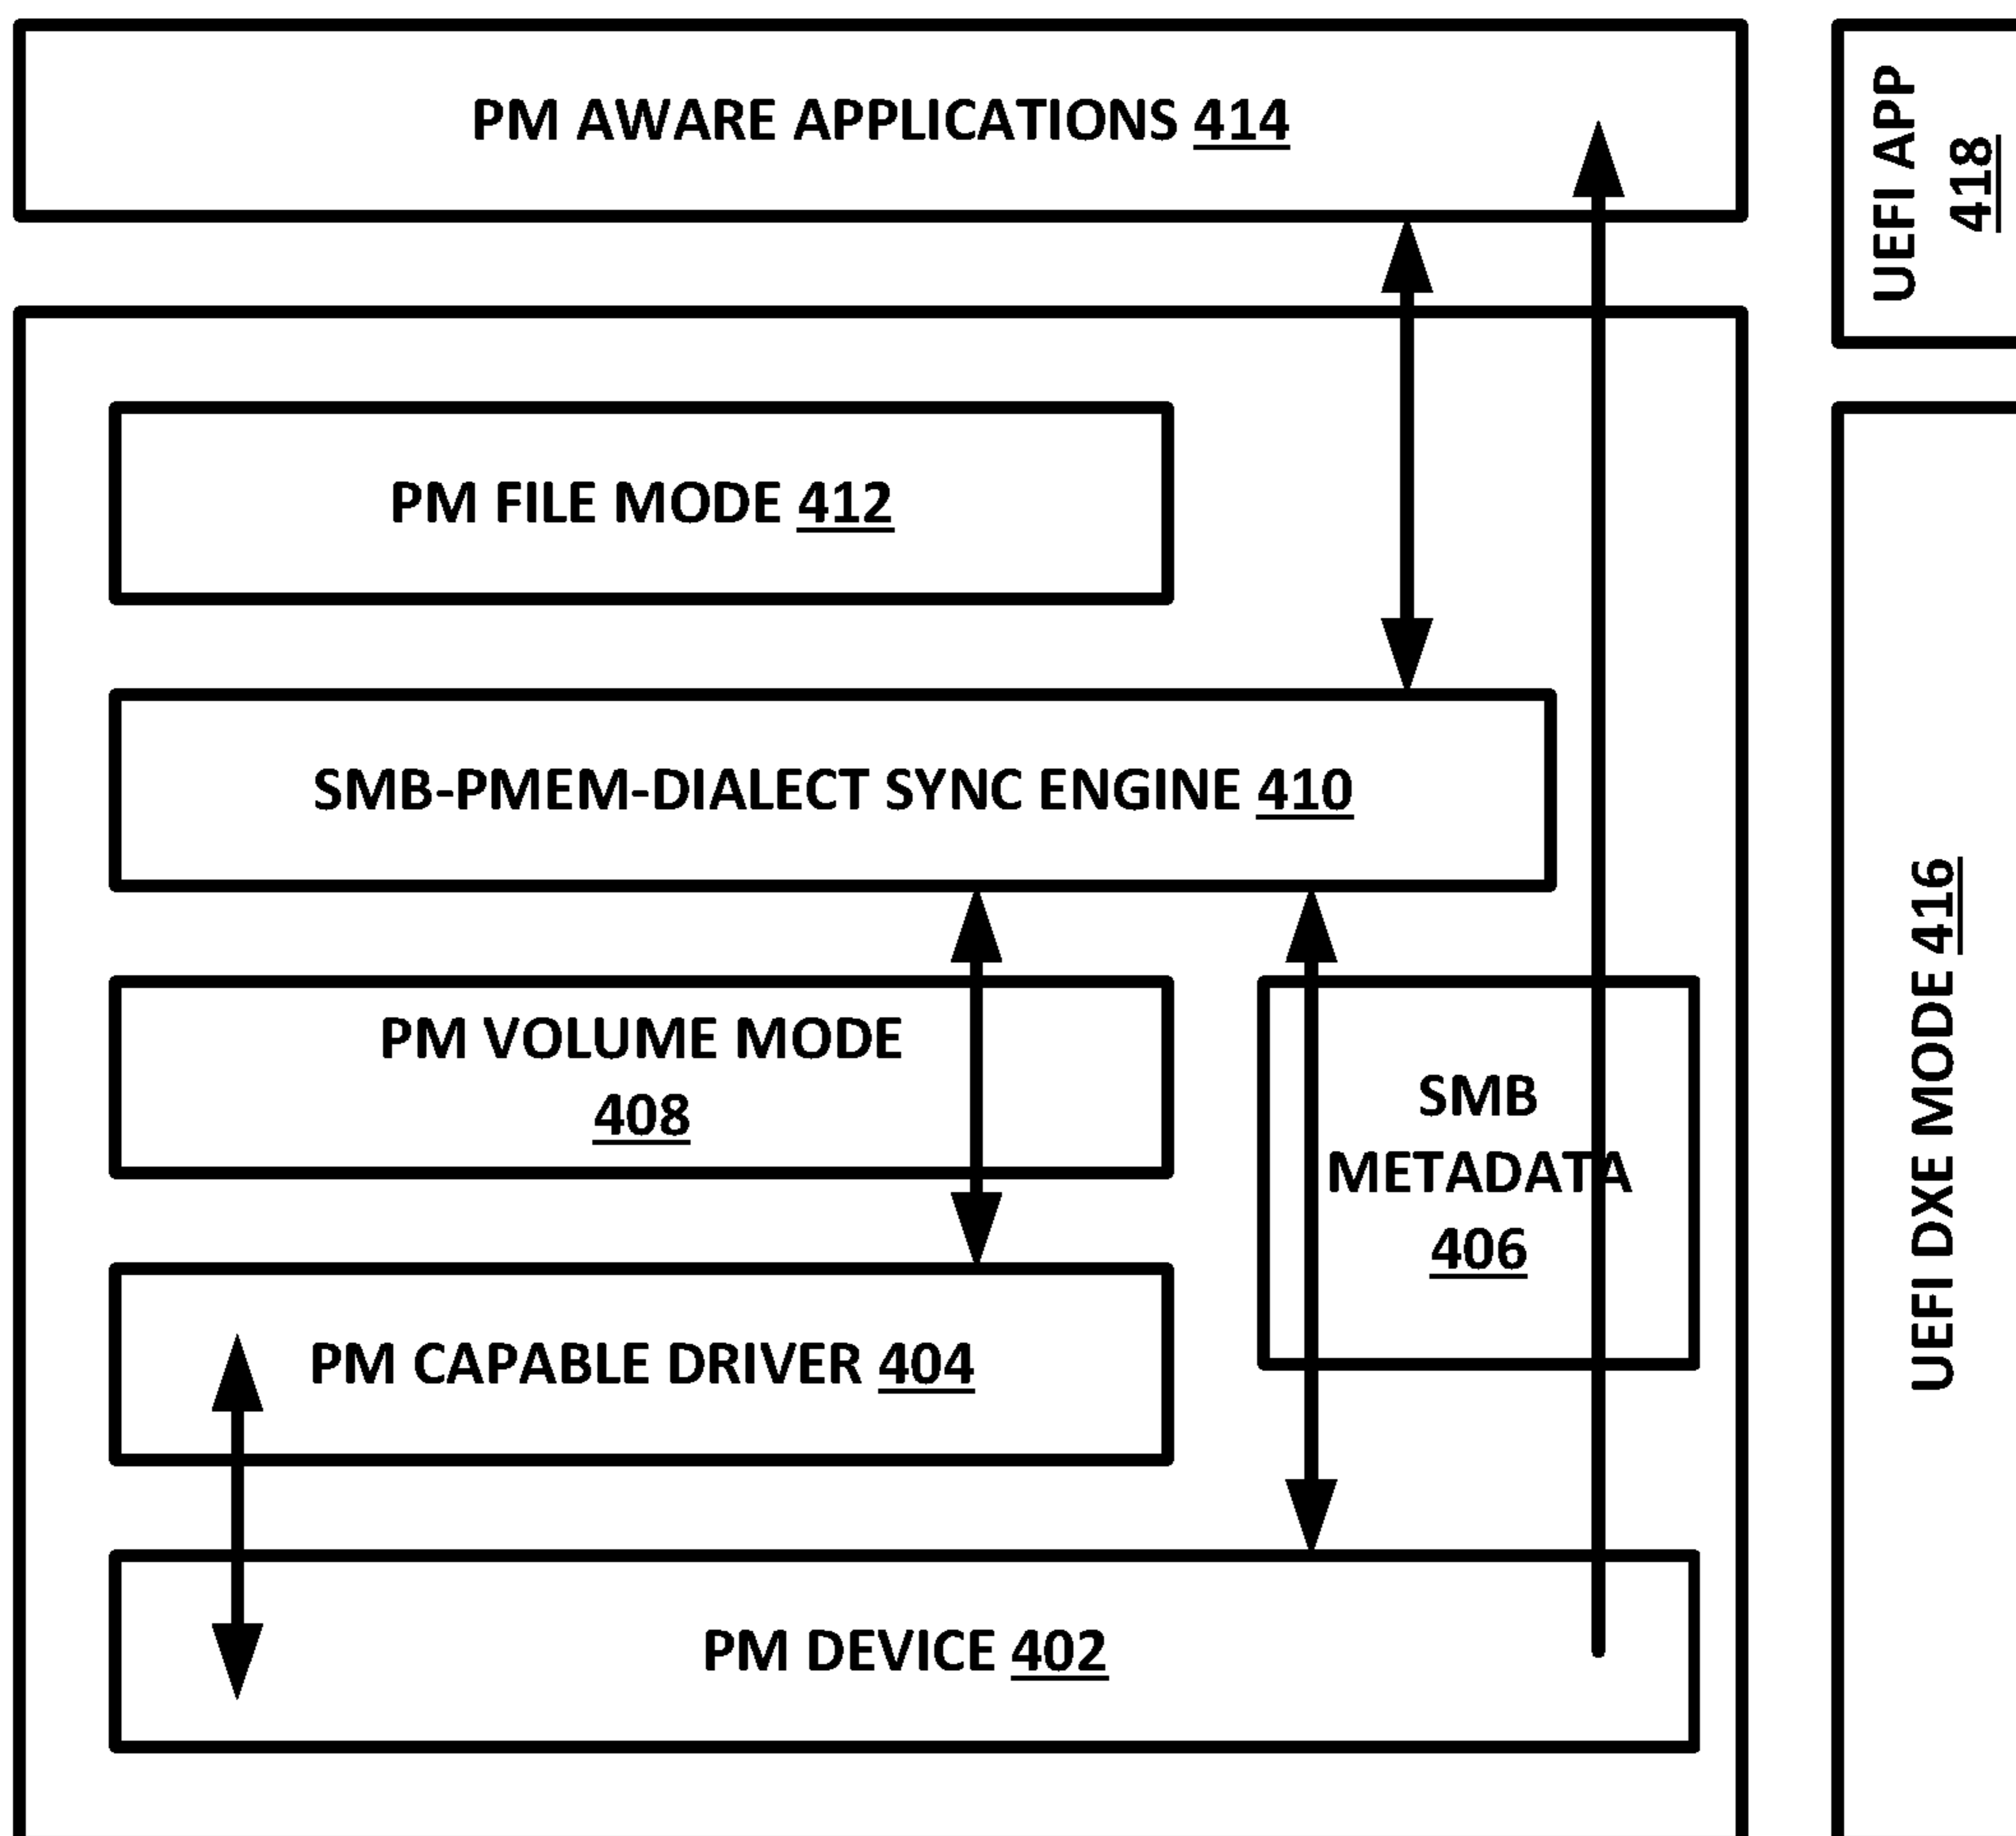 PM AWARE APPLICATIONS 414
UEFI APP
418
PM FILE MODE 412
SMB-PMEM-DIALECT SYNC ENGINE 410
PM VOLUME MODE
408
SMB
METADATA
406
PM CAPABLE DRIVER 404
PM DEVICE 402
UEFI DXE MODE 416